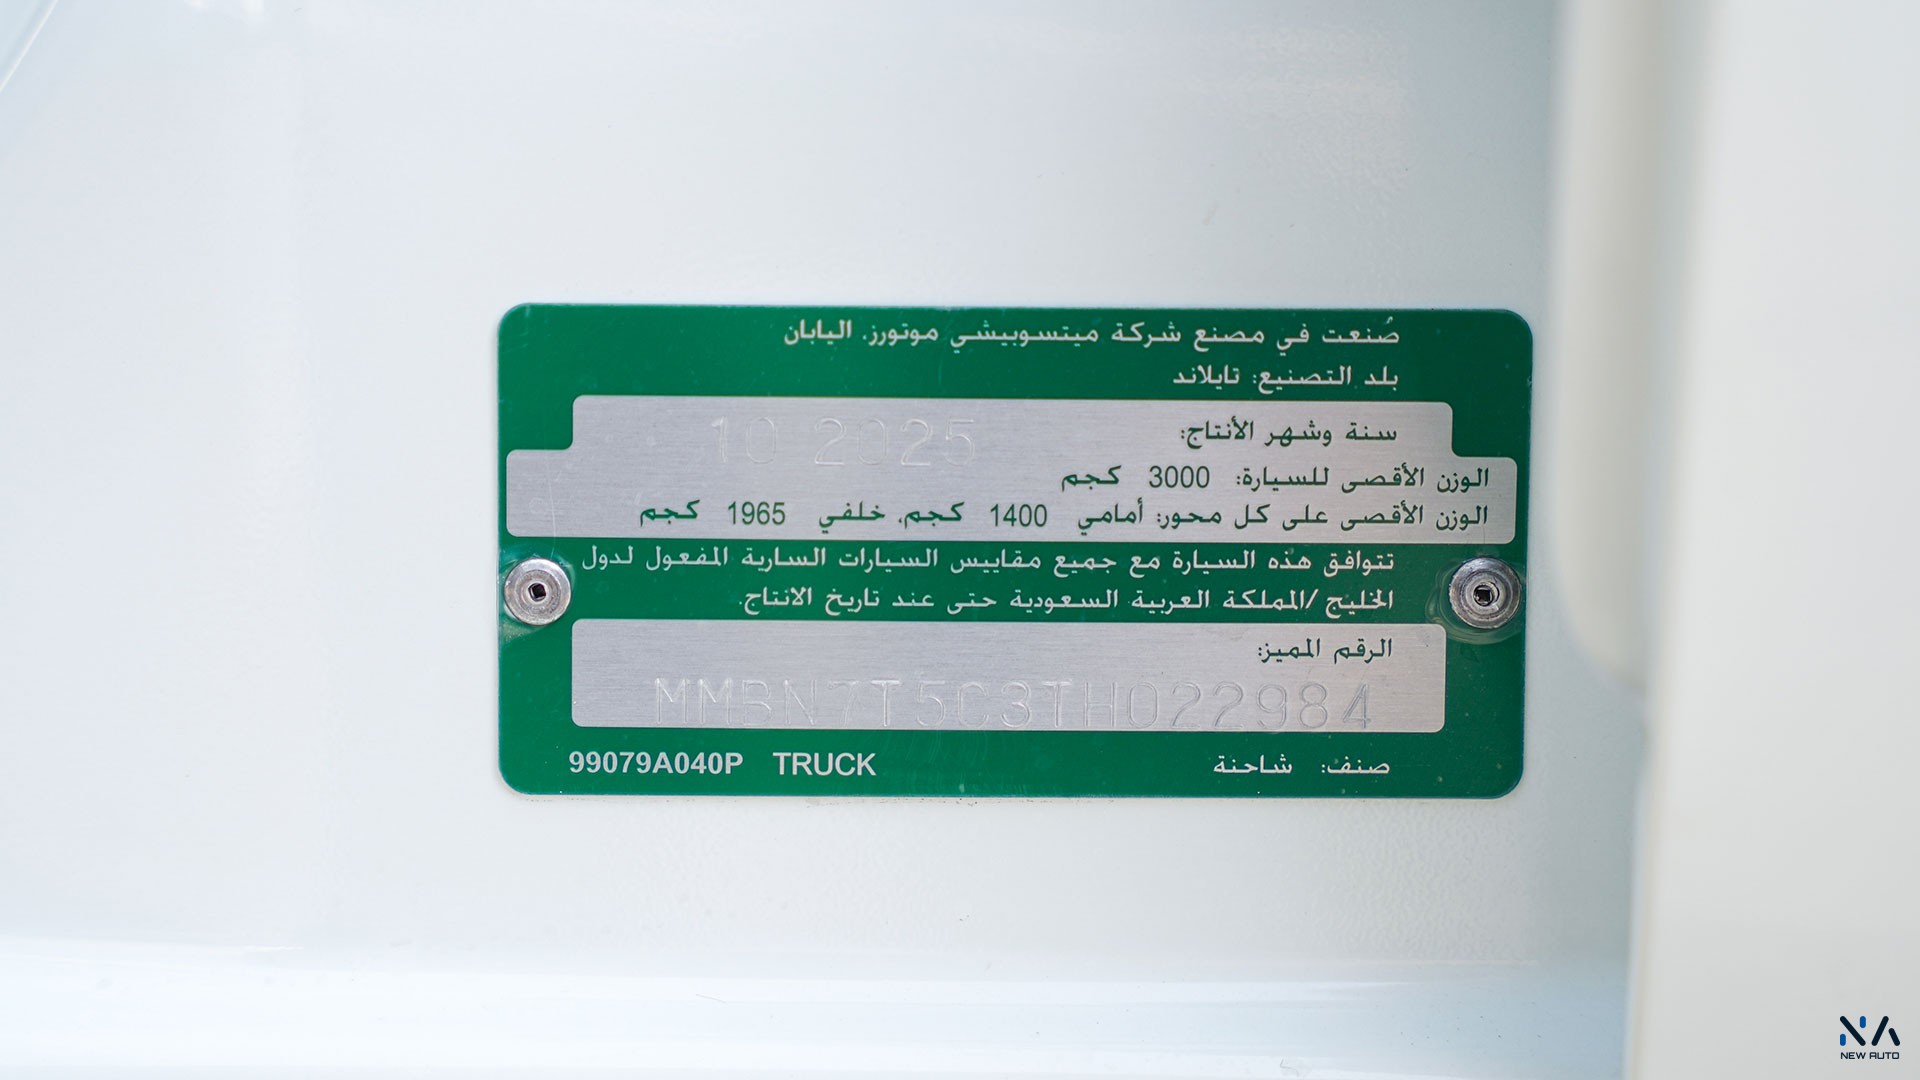 صُنعت في مصنع شركة ميتسوبيشي موتورز. اليابان
بلد التصنيع: تايلاند
سنة وشهر الأنتاج: 10 2025
الوزن الأقصى للسيارة: 3000 كجم
الوزن الأقصى على كل محور: أمامي 1400 كجم. خلفي 1965 كجم
تتوافق هذه السيارة مع جميع مقاييس السيارات السارية المفعول لدول
الخليج /المملكة العربية السعودية حتى عند تاريخ الانتاج.
الرقم المميز:
MMBN7T5C3TH022984
صنف: شاحنة 99079A040P TRUCK
NEW AUTO